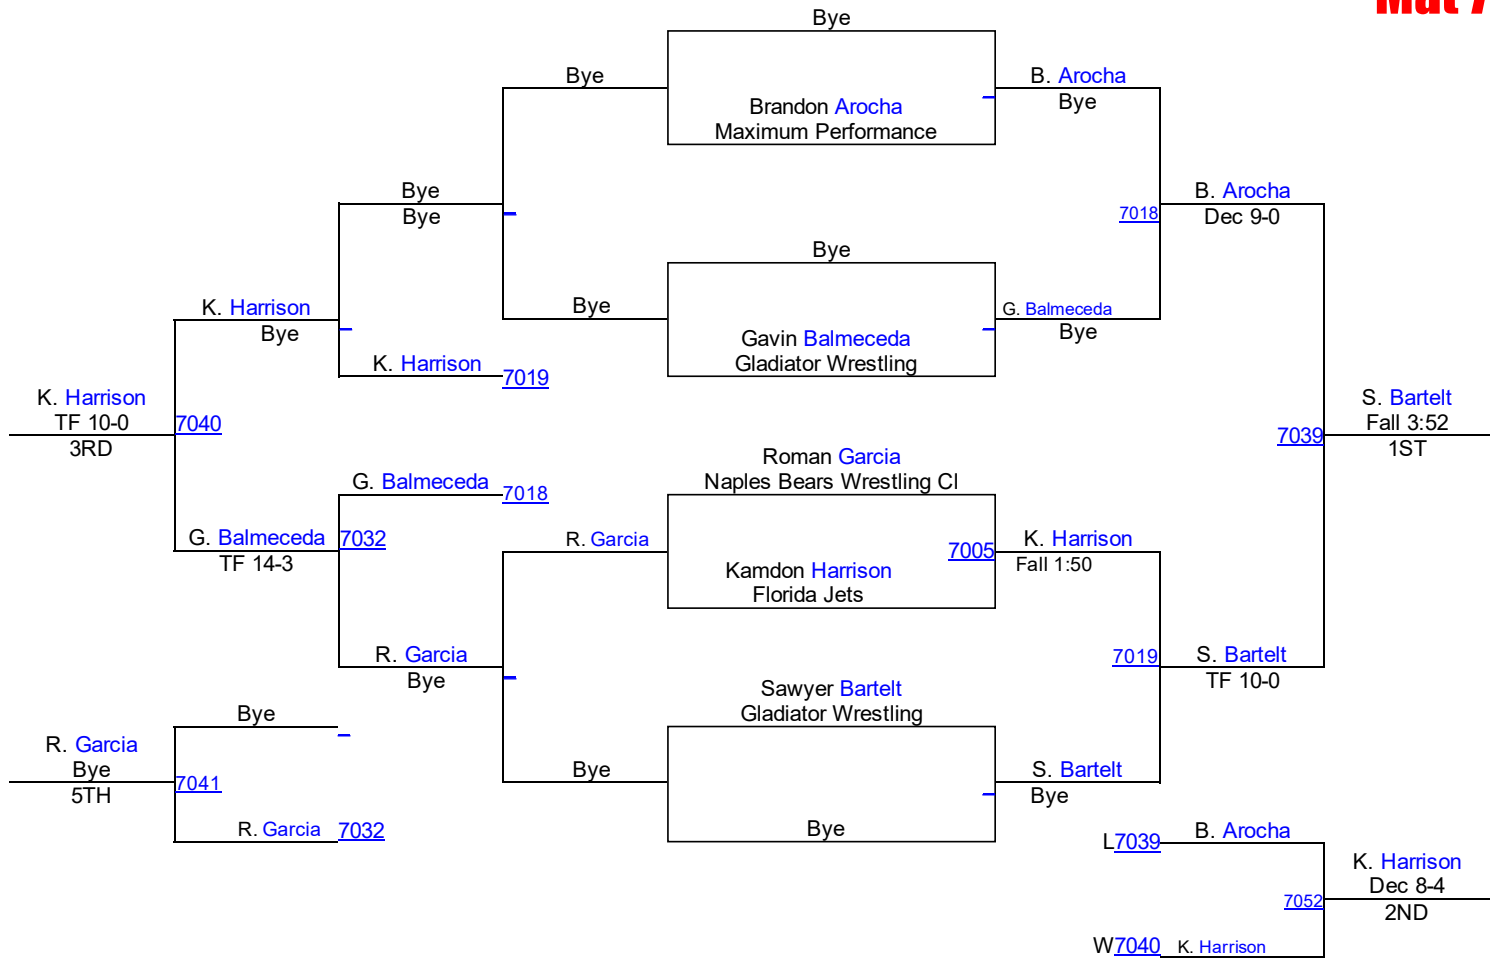 Mat 7
Bye
Bye
B. Arocha
Brandon Arocha
Bye
Maximum Performance
Bye
B. Arocha
Bye
7018
Dec 9-0
Bye
K. Harrison
Bye
G. Balmeceda
Bye
Gavin Balmeceda
Bye
K. Harrison
7019
Gladiator Wrestling
K. Harrison
TF 10-0
7040
3RD
S. Bartelt
Fall 3:52
7039
1ST
Roman Garcia
G. Balmeceda
7018
Naples Bears Wrestling Cl
G. Balmeceda
7032
R. Garcia
7005
K. Harrison
TF 14-3
Kamdon Harrison
Fall 1:50
Florida Jets
R. Garcia
7019
S. Bartelt
Bye
TF 10-0
Sawyer Bartelt
Bye
Gladiator Wrestling
R. Garcia
Bye
7041
5TH
Bye
S. Bartelt
Bye
R. Garcia
7032
Bye
L7039
B. Arocha
K. Harrison
Dec 8-4
7052
2ND
W7040
K. Harrison